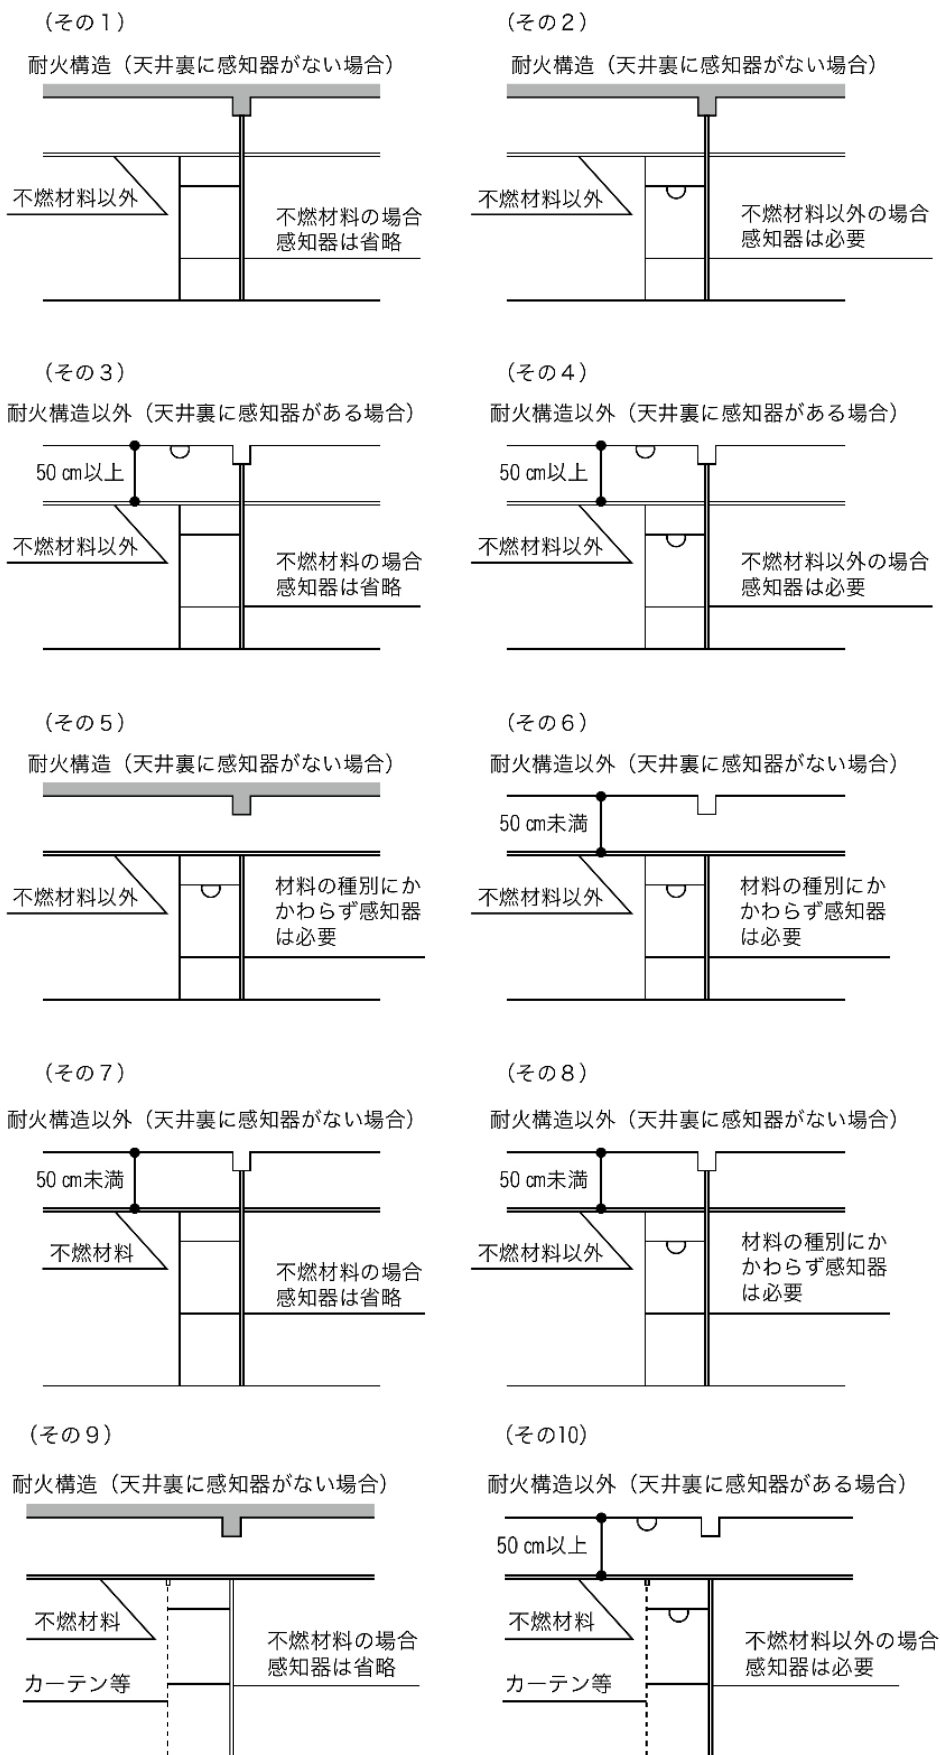 （その１）
耐火構造（天井裏に感知器がない場合）
不燃材料以外
不燃材料の場合
感知器は省略
（その２）
耐火構造（天井裏に感知器がない場合）
不燃材料以外
不燃材料以外の場合
感知器は必要
（その３）
耐火構造以外（天井裏に感知器がある場合）
50 ㎝以上
不燃材料以外
不燃材料の場合
感知器は省略
（その４）
耐火構造以外（天井裏に感知器がある場合）
50 ㎝以上
不燃材料以外
不燃材料以外の場合
感知器は必要
（その５）
耐火構造（天井裏に感知器がない場合）
不燃材料以外
材料の種別にか
かわらず感知器
は必要
（その６）
耐火構造以外（天井裏に感知器がない場合）
50 ㎝未満
不燃材料以外
材料の種別にか
かわらず感知器
は必要
（その７）
耐火構造以外（天井裏に感知器がない場合）
50 ㎝未満
不燃材料
不燃材料の場合
感知器は省略
（その８）
耐火構造以外（天井裏に感知器がない場合）
50 ㎝未満
不燃材料以外
材料の種別にか
かわらず感知器
は必要
（その９）
耐火構造（天井裏に感知器がない場合）
不燃材料
カーテン等
不燃材料の場合
感知器は省略
（その10）
耐火構造以外（天井裏に感知器がある場合）
50 ㎝以上
不燃材料
カーテン等
不燃材料以外の場合
感知器は必要